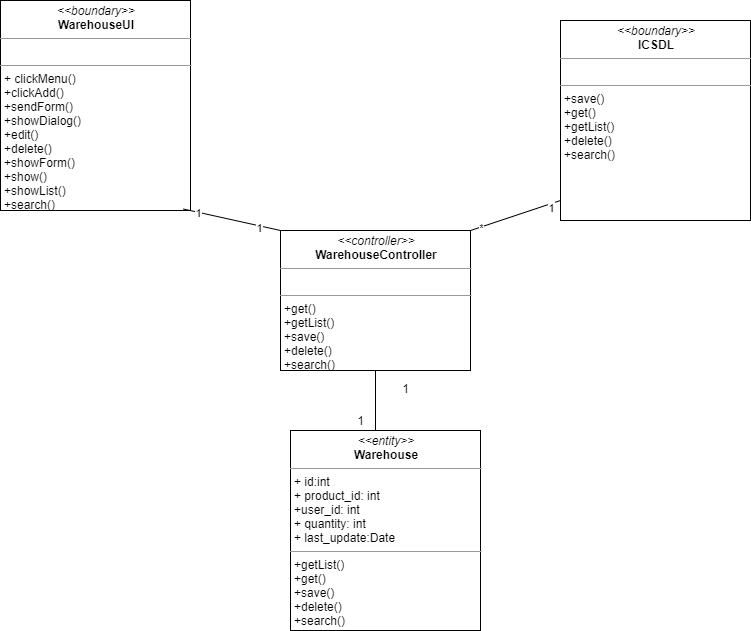 <<boundary>>
WarehouseUI
+ clickMenu()
+clickAdd()
+sendForm()
+showDialog()
+edit()
+delete()
+showForm()
+show()
+showList()
+search()
<<boundary>>
ICSDL
+save()
+get()
+getList()
+delete()
+search()
1
1
*
1
<<controller>>
WarehouseController
+get()
+getList()
+save()
+delete()
+search()
1
1
<<entity>>
Warehouse
+ id:int
+ product_id: int
+user_id: int
+ quantity: int
+ last_update:Date
+getList()
+get()
+save()
+delete()
+search()